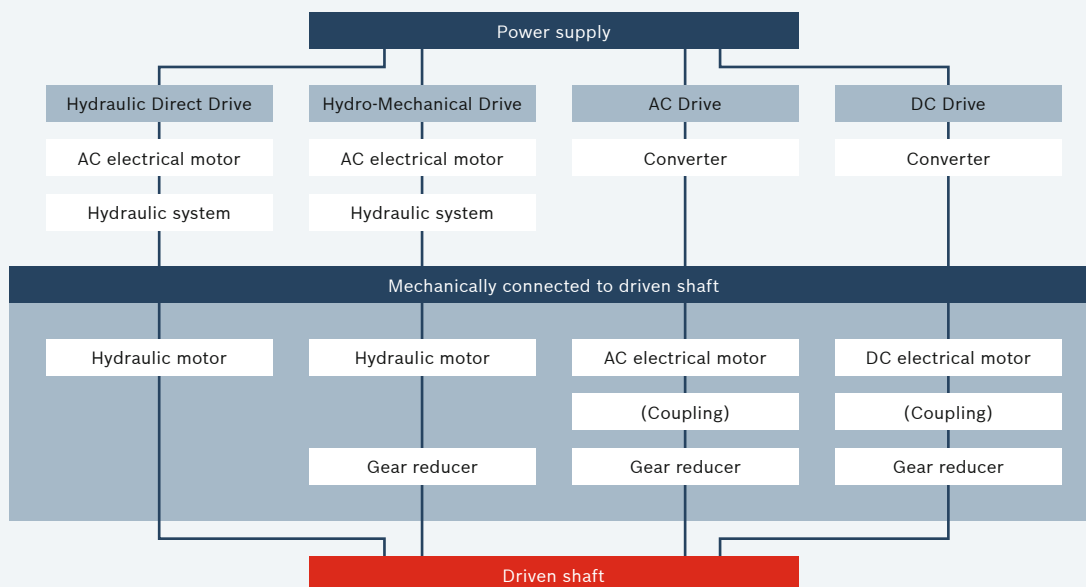 Power supply
Hydraulic Direct Drive
Hydro-Mechanical Drive
AC Drive
DC Drive
AC electrical motor
AC electrical motor
Converter
Converter
Hydraulic system
Hydraulic system
Mechanically connected to driven shaft
Hydraulic motor
Hydraulic motor
AC electrical motor
DC electrical motor
(Coupling)
(Coupling)
Gear reducer
Gear reducer
Gear reducer
Driven shaft